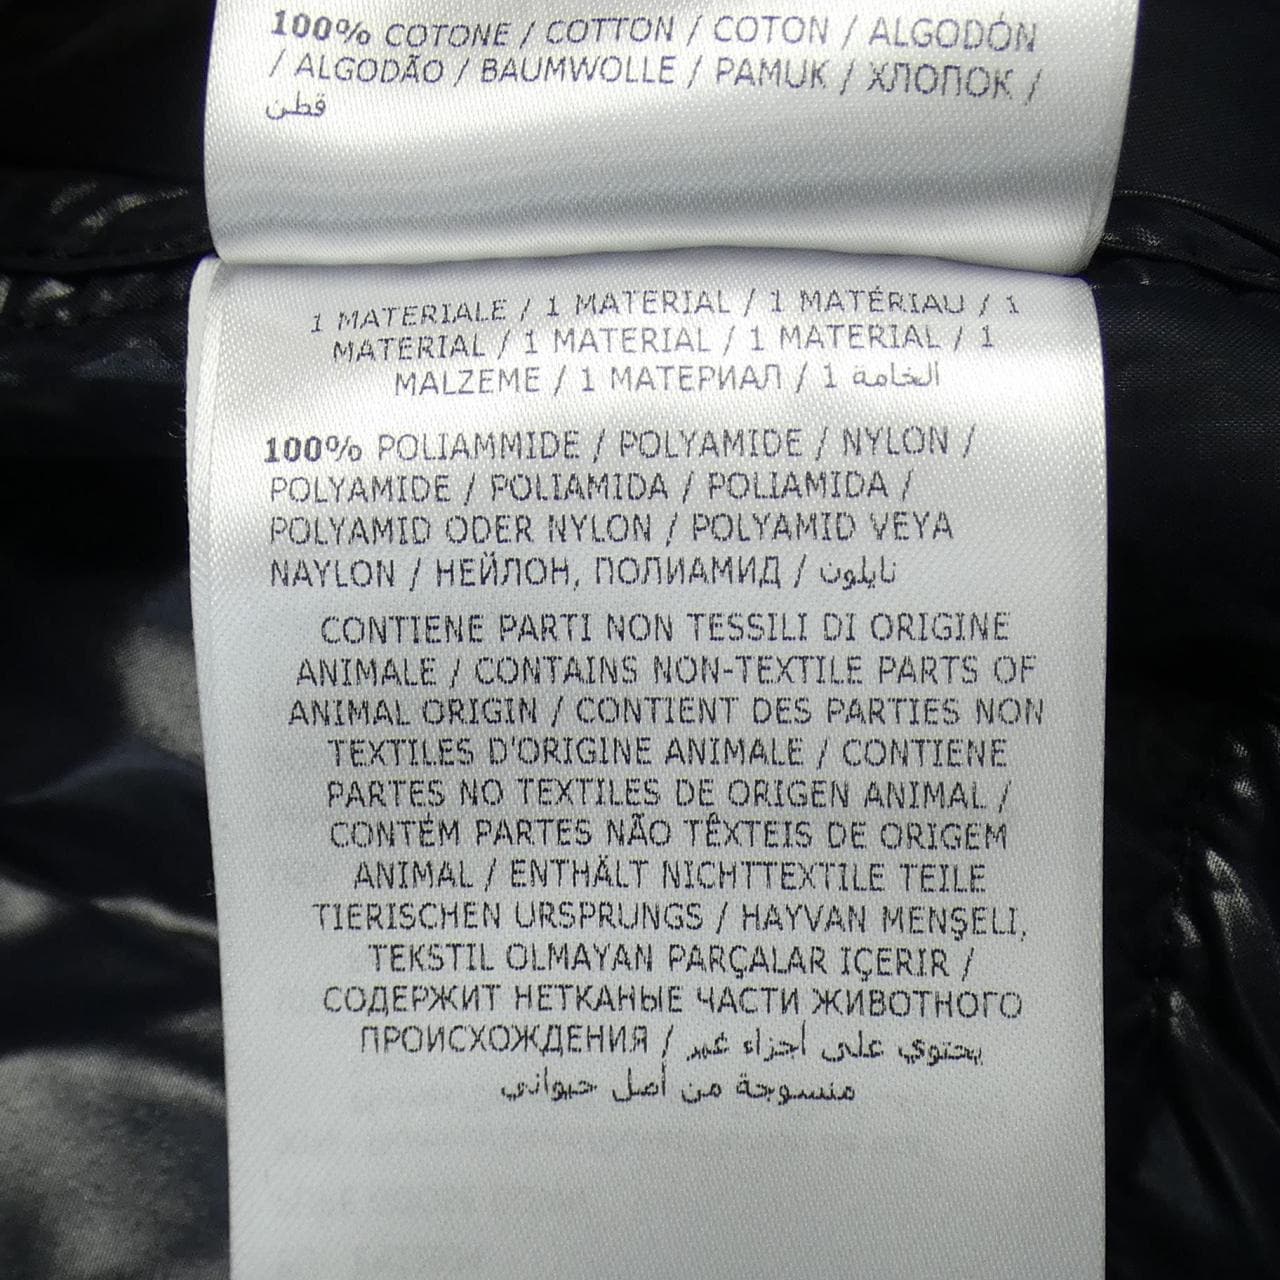 100% COTONE / COTTON / COTON / ALGODÓN
/ ALGODÃO / BAUMWOLLE / PAMUK / ХЛОПОК /
قطن
1 MATERIALE / 1 MATERIAL / 1 MATÉRIAU / 1
MATERIAL / 1 MATERIAL / 1 MATERIAL / 1
MALZEME / 1 МАТЕРИАЛ / 1 الخامة
100% POLIAMMIDE / POLYAMIDE / NYLON /
POLYAMIDE / POLIAMIDA / POLIAMIDA /
POLYAMID ODER NYLON / POLYAMID VEYA
NAYLON / НЕЙЛОН, ПОЛИАМИД / نايلون
CONTIENE PARTI NON TESSILI DI ORIGINE
ANIMALE / CONTAINS NON-TEXTILE PARTS OF
ANIMAL ORIGIN / CONTIENT DES PARTIES NON
TEXTILES D'ORIGINE ANIMALE / CONTIENE
PARTES NO TEXTILES DE ORIGEN ANIMAL /
CONTÉM PARTES NÃO TÊXTEIS DE ORIGEM
ANIMAL / ENTHÄLT NICHTTEXTILE TEILE
TIERISCHEN URSPRUNGS / HAYVAN MENŞELI,
TEKSTIL OLMAYAN PARÇALAR IÇERIR /
СОДЕРЖИТ НЕТКАНЫЕ ЧАСТИ ЖИВОТНОГО
ПРОИСХОЖДЕНИЯ / يحتوي على أجزاء غير
منسوجة من أصل حيواني